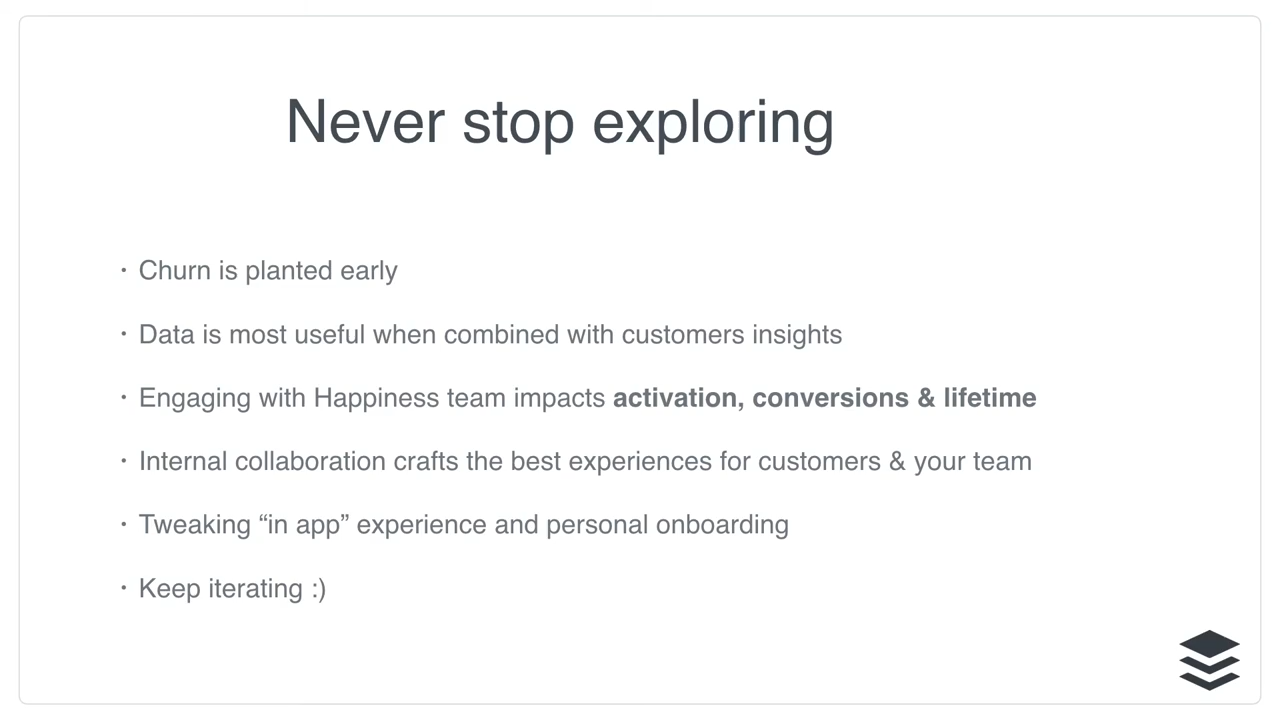 Never stop exploring
· Churn is planted early
· Data is most useful when combined with customers insights
· Engaging with Happiness team impacts activation, conversions & lifetime
· Internal collaboration crafts the best experiences for customers & your team
· Tweaking “in app” experience and personal onboarding
· Keep iterating :)